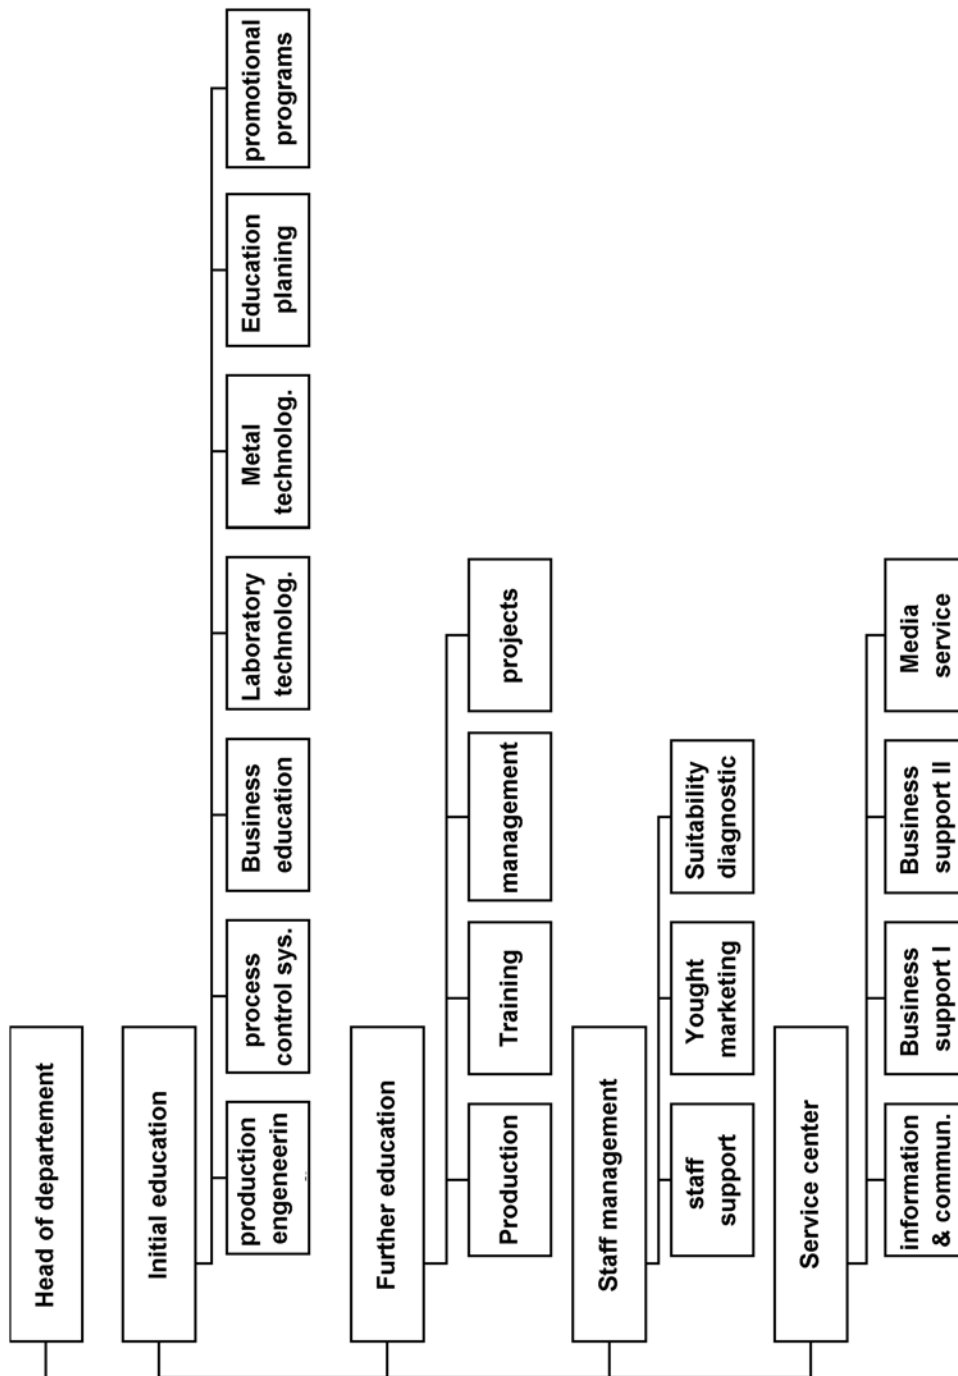 Head of departement
Initial education
production
engeneerin
process
control sys.
Business
education
Laboratory
technolog.
Metal
technolog.
Education
planing
promotional
programs
Further education
Production
Training
management
projects
Staff management
staff
support
Yought
marketing
Suitability
diagnostic
Service center
information
& commun.
Business
support I
Business
support II
Media
service